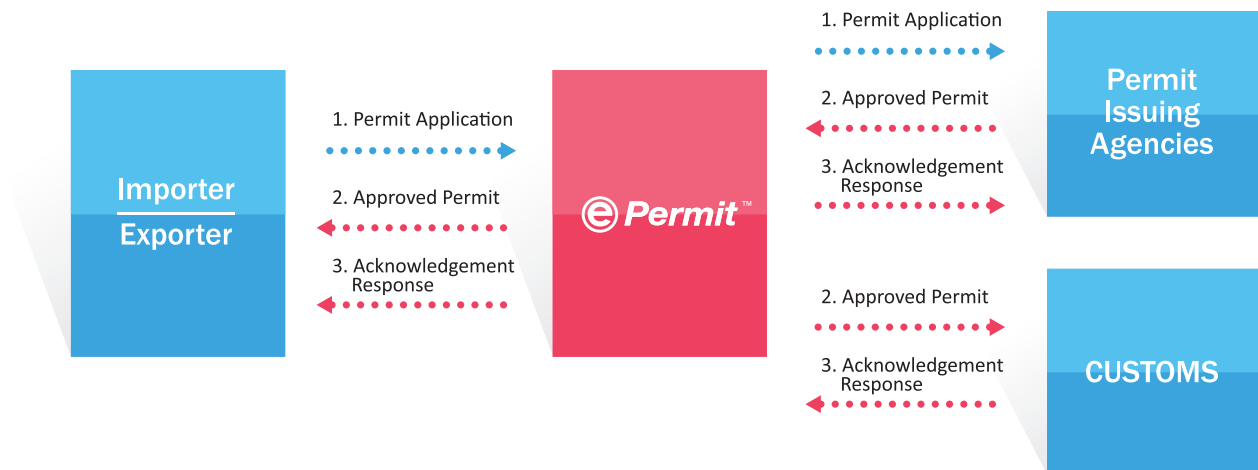 Importer
Exporter
1. Permit Application
2. Approved Permit
3. Acknowledgement
Response
e Permit™
1. Permit Application
2. Approved Permit
3. Acknowledgement
Response
Permit
Issuing
Agencies
2. Approved Permit
3. Acknowledgement
Response
CUSTOMS